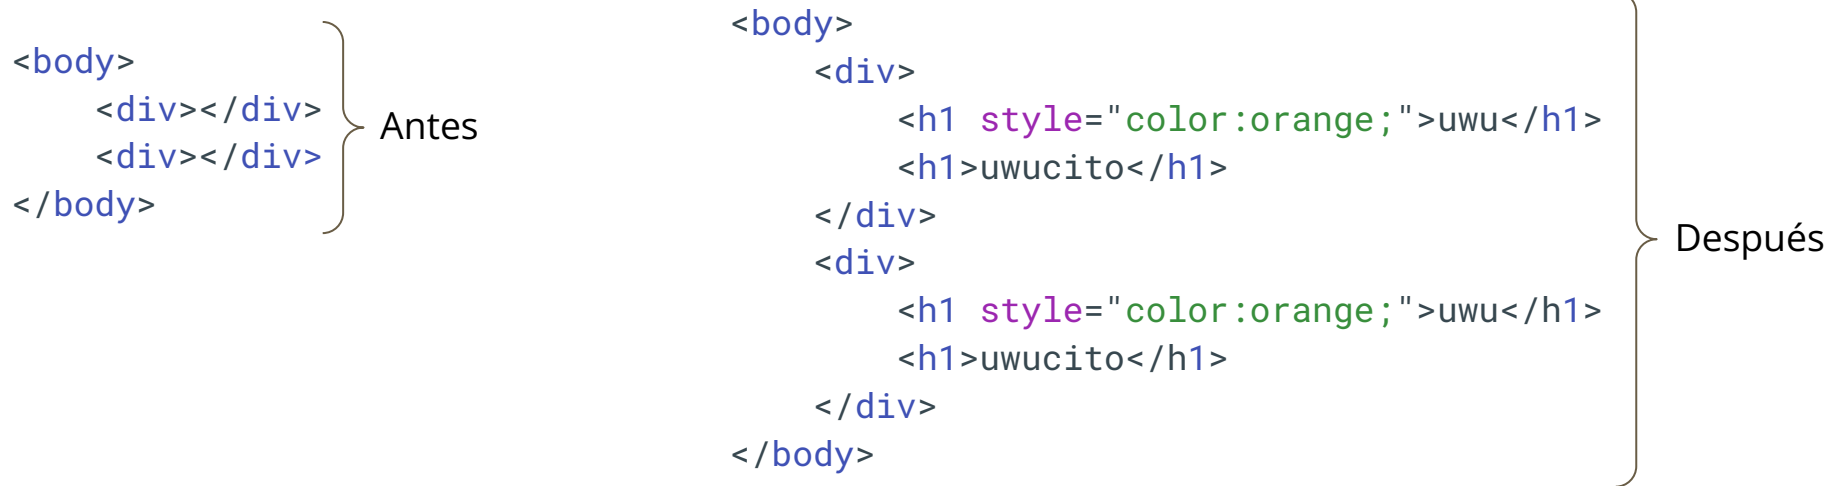 <body>
    <div></div>
    <div></div>
</body>
Antes
<body>
    <div>
        <h1 style="color:orange;">uwu</h1>
        <h1>uwucito</h1>
    </div>
    <div>
        <h1 style="color:orange;">uwu</h1>
        <h1>uwucito</h1>
    </div>
</body>
Después